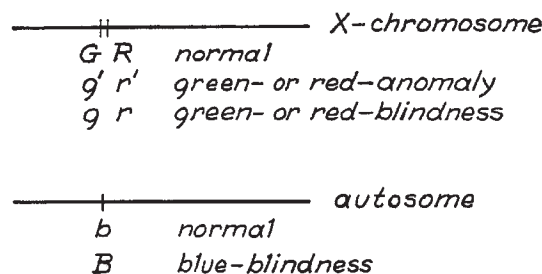 X-chromosome
G R normal
g' r' green- or red-anomaly
g r green- or red-blindness
autosome
b normal
B blue-blindness